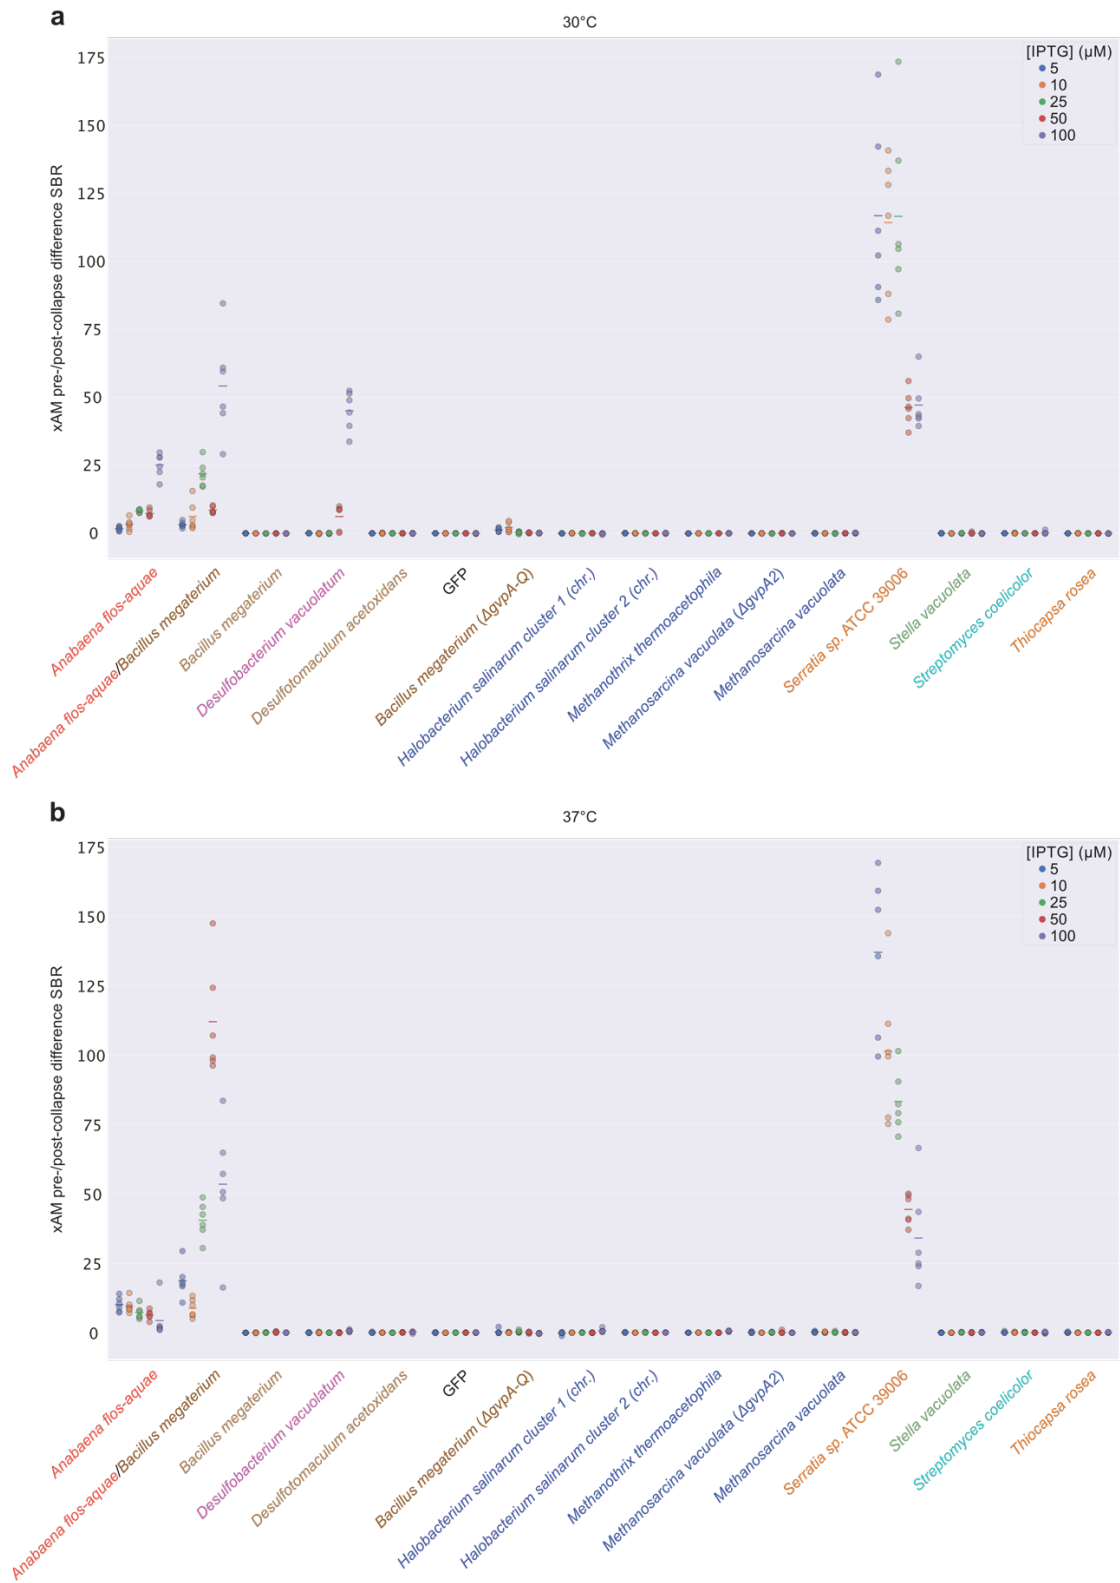 a
30°C
xAM pre-/post-collapse difference SBR
175
150
125
100
75
50
25
0
[IPTG] (µM)
5
10
25
50
100
Anabaena flos-aquae
Anabaena flos-aquae/Bacillus megaterium
Bacillus megaterium
Desulfobacterium vacuolatum
Desulfotomaculum acetoxidans
GFP
Bacillus megaterium (ΔgvpA-Q)
Halobacterium salinarum cluster 1 (chr.)
Halobacterium salinarum cluster 2 (chr.)
Methanothrix thermoacetophila
Methanosarcina vacuolata (ΔgvpA2)
Methanosarcina vacuolata
Serratia sp. ATCC 39006
Stella vacuolata
Streptomyces coelicolor
Thiocapsa rosea
b
37°C
xAM pre-/post-collapse difference SBR
175
150
125
100
75
50
25
0
[IPTG] (µM)
5
10
25
50
100
Anabaena flos-aquae
Anabaena flos-aquae/Bacillus megaterium
Bacillus megaterium
Desulfobacterium vacuolatum
Desulfotomaculum acetoxidans
GFP
Bacillus megaterium (ΔgvpA-Q)
Halobacterium salinarum cluster 1 (chr.)
Halobacterium salinarum cluster 2 (chr.)
Methanothrix thermoacetophila
Methanosarcina vacuolata (ΔgvpA2)
Methanosarcina vacuolata
Serratia sp. ATCC 39006
Stella vacuolata
Streptomyces coelicolor
Thiocapsa rosea